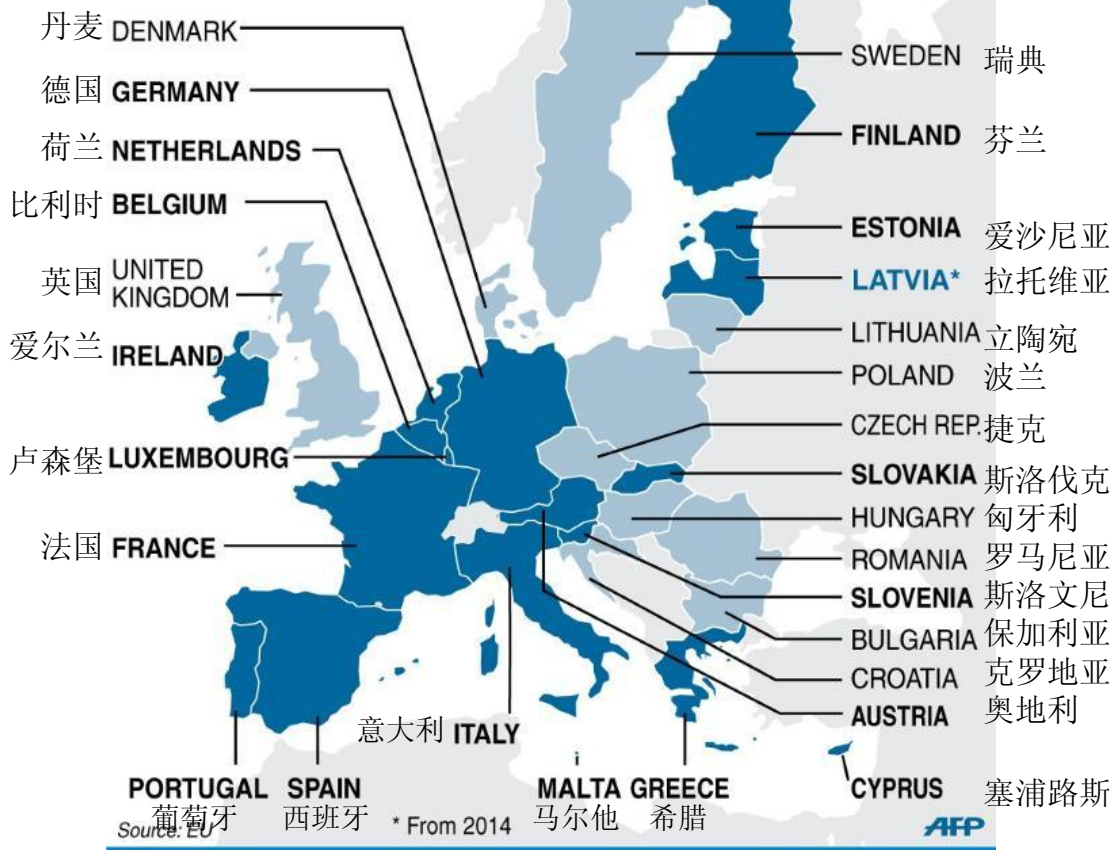 丹麦 DENMARK
德国 GERMANY
荷兰 NETHERLANDS
比利时 BELGIUM
英国 UNITED
KINGDOM
爱尔兰 IRELAND
卢森堡 LUXEMBOURG
法国 FRANCE
SWEDEN 瑞典
FINLAND 芬兰
ESTONIA 爱沙尼亚
LATVIA* 拉托维亚
LITHUANIA 立陶宛
POLAND 波兰
CZECH REP. 捷克
SLOVAKIA 斯洛伐克
HUNGARY 匈牙利
ROMANIA 罗马尼亚
SLOVENIA 斯洛文尼
BULGARIA 保加利亚
CROATIA 克罗地亚
AUSTRIA 奥地利
意大利 ITALY
PORTUGAL SPAIN MALTA GREECE CYPRUS 塞浦路斯
葡萄牙 西班牙 马尔他 希腊
Source: EU * From 2014 AFP